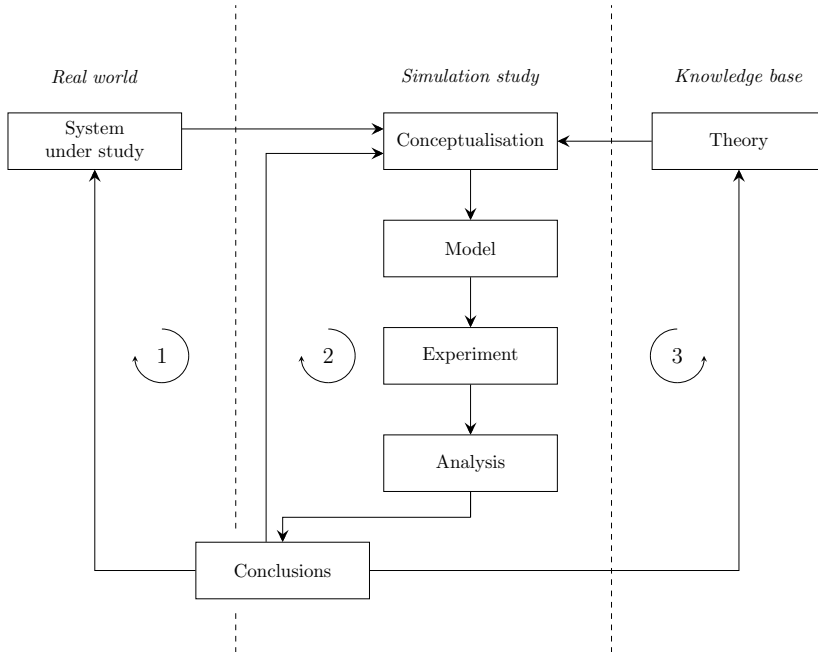 Real world
Simulation study
Knowledge base
System
under study
Conceptualisation
Theory
Model
Experiment
1
2
3
Analysis
Conclusions